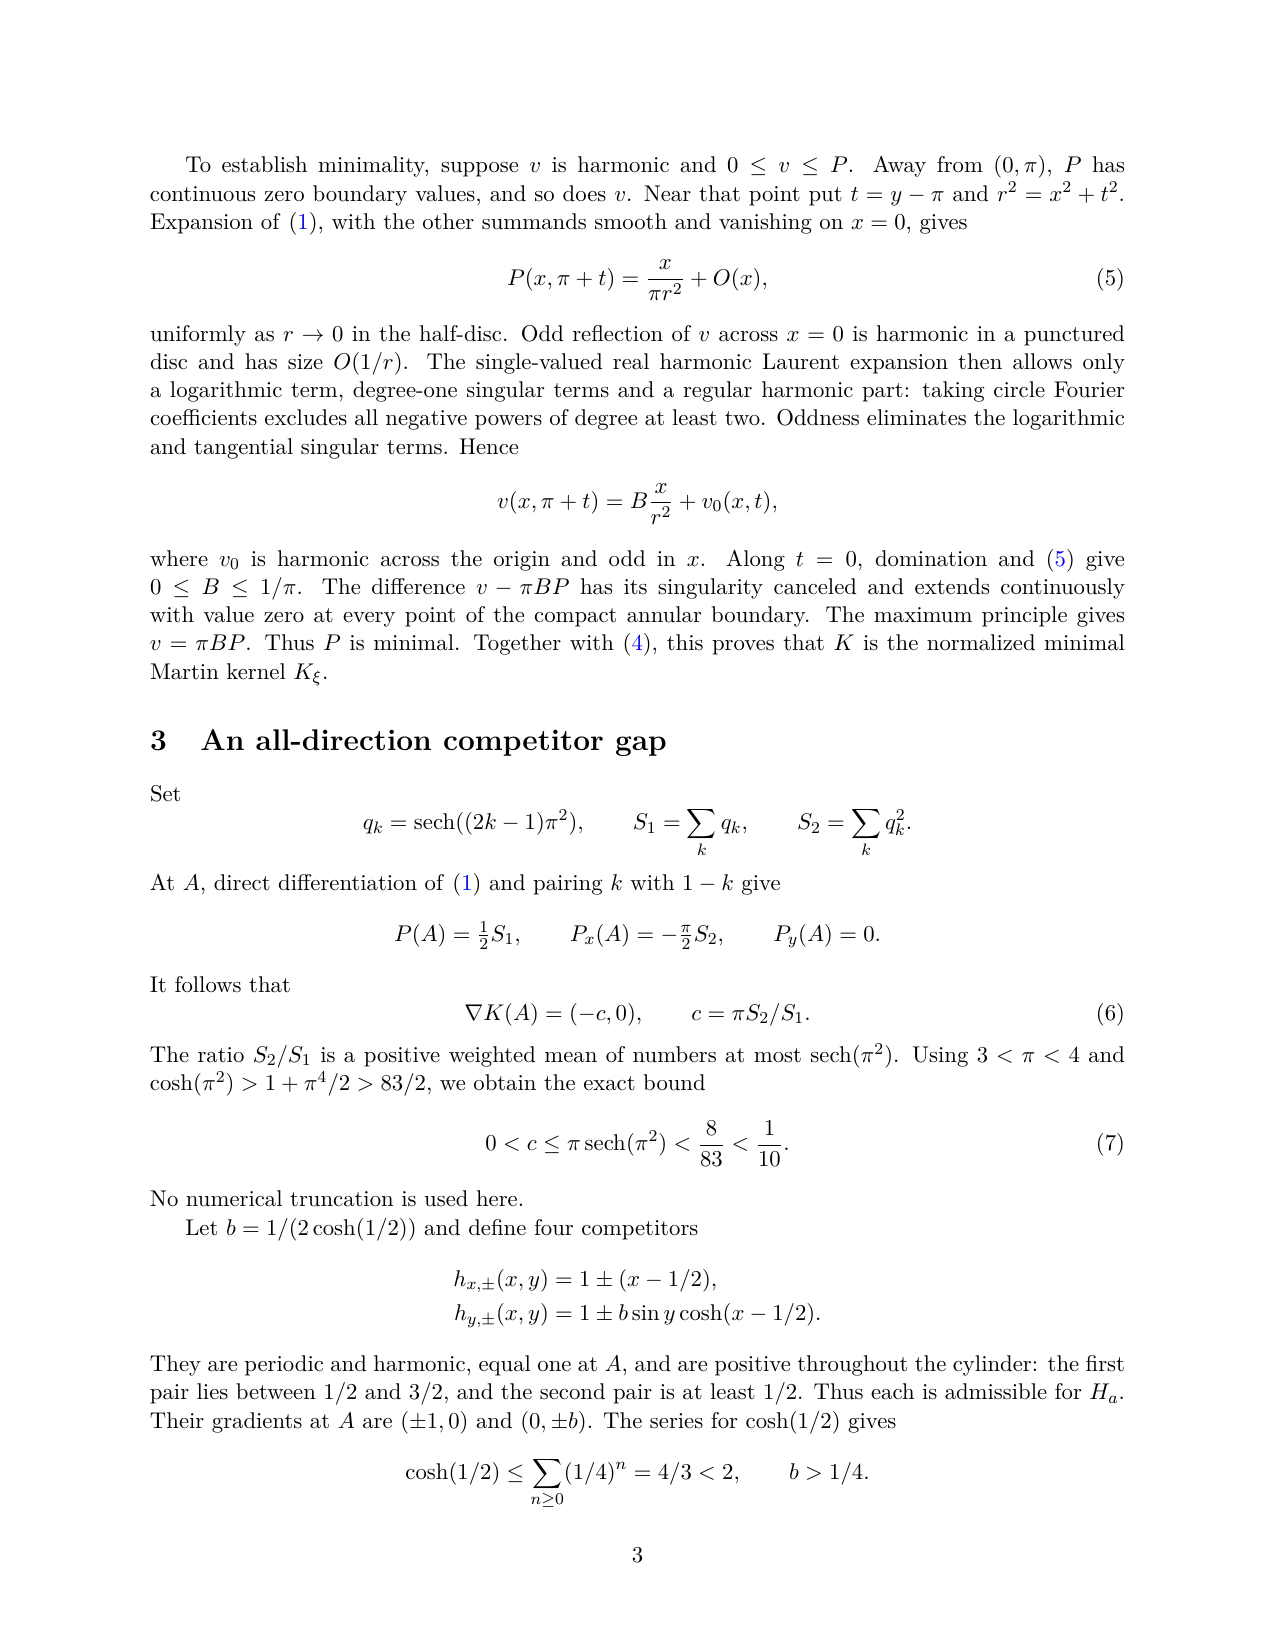 To establish minimality, suppose v is harmonic and 0 ≤ v ≤ P. Away from (0, π), P has
continuous zero boundary values, and so does v. Near that point put t = y − π and r² = x² + t².
Expansion of (1), with the other summands smooth and vanishing on x = 0, gives
P(x, π + t) = x/(πr²) + O(x), (5)
uniformly as r → 0 in the half-disc. Odd reflection of v across x = 0 is harmonic in a punctured
disc and has size O(1/r). The single-valued real harmonic Laurent expansion then allows only
a logarithmic term, degree-one singular terms and a regular harmonic part: taking circle Fourier
coefficients excludes all negative powers of degree at least two. Oddness eliminates the logarithmic
and tangential singular terms. Hence
v(x, π + t) = B x/r² + v₀(x, t),
where v₀ is harmonic across the origin and odd in x. Along t = 0, domination and (5) give
0 ≤ B ≤ 1/π. The difference v − πBP has its singularity canceled and extends continuously
with value zero at every point of the compact annular boundary. The maximum principle gives
v = πBP. Thus P is minimal. Together with (4), this proves that K is the normalized minimal
Martin kernel K_ξ.
3 An all-direction competitor gap
Set
q_k = sech((2k − 1)π²), S₁ = ∑_k q_k, S₂ = ∑_k q_k².
At A, direct differentiation of (1) and pairing k with 1 − k give
P(A) = ½S₁, P_x(A) = −(π/2)S₂, P_y(A) = 0.
It follows that
∇K(A) = (−c, 0), c = πS₂/S₁. (6)
The ratio S₂/S₁ is a positive weighted mean of numbers at most sech(π²). Using 3 < π < 4 and
cosh(π²) > 1 + π⁴/2 > 83/2, we obtain the exact bound
0 < c ≤ π sech(π²) < 8/83 < 1/10. (7)
No numerical truncation is used here.
Let b = 1/(2 cosh(1/2)) and define four competitors
h_{x,±}(x, y) = 1 ± (x − 1/2),
h_{y,±}(x, y) = 1 ± b sin y cosh(x − 1/2).
They are periodic and harmonic, equal one at A, and are positive throughout the cylinder: the first
pair lies between 1/2 and 3/2, and the second pair is at least 1/2. Thus each is admissible for H_a.
Their gradients at A are (±1, 0) and (0, ±b). The series for cosh(1/2) gives
cosh(1/2) ≤ ∑_{n≥0} (1/4)ⁿ = 4/3 < 2, b > 1/4.
3